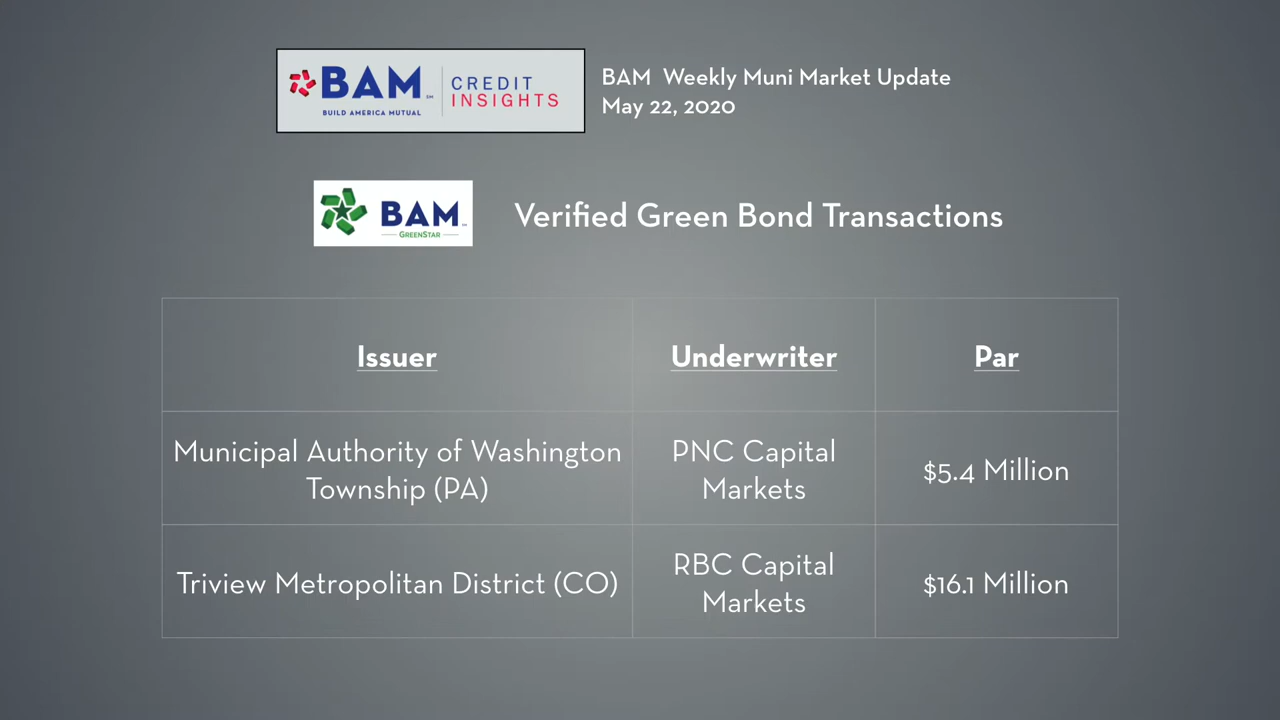 BAM SM
BUILD AMERICA MUTUAL
CREDIT
INSIGHTS
BAM Weekly Muni Market Update
May 22, 2020
BAM SM
GREENSTAR
Verified Green Bond Transactions
Issuer
Underwriter
Par
Municipal Authority of Washington
Township (PA)
PNC Capital
Markets
$5.4 Million
Triview Metropolitan District (CO)
RBC Capital
Markets
$16.1 Million